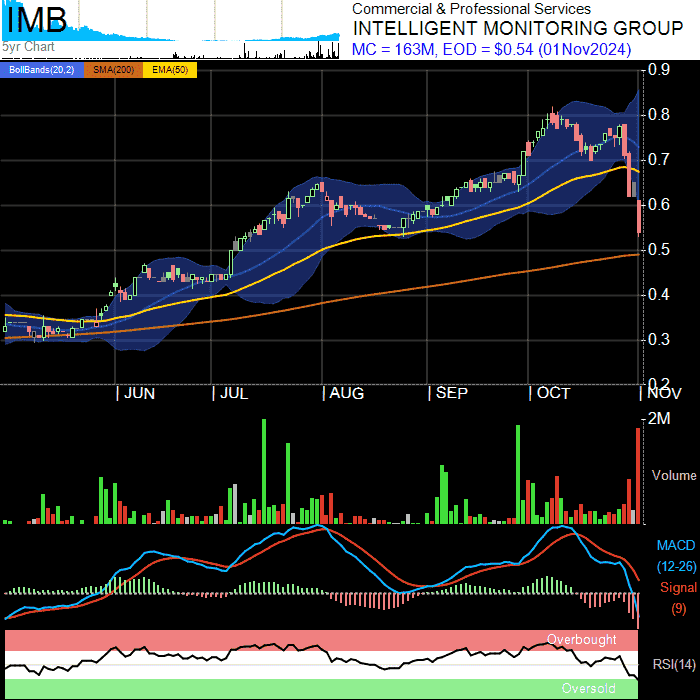 IMB
5yr Chart
Commercial & Professional Services
INTELLIGENT MONITORING GROUP
MC = 163M, EOD = $0.54 (01Nov2024)
BollBands(20,2) SMA(200) EMA(50)
0.9
0.8
0.7
0.6
0.5
0.4
0.3
0.2
JUN JUL AUG SEP OCT NOV
2M
Volume
MACD
(12-26)
Signal
(9)
Overbought
RSI(14)
Oversold